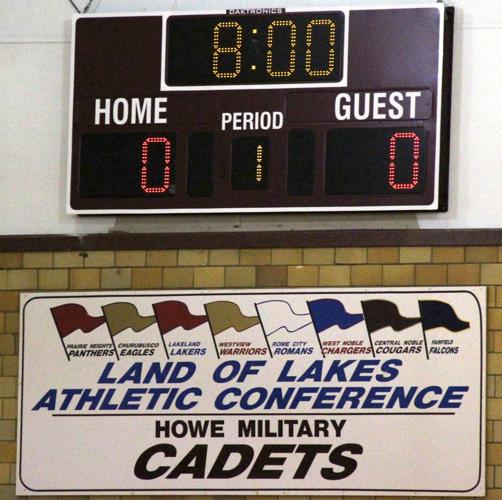 DAKTRONICS
8:00
HOME PERIOD GUEST
0 1 0
PRAIRIE HEIGHTS CHURUBUSCO LAKELAND WESTVIEW ROME CITY WEST NOBLE CENTRAL NOBLE FAIRFIELD
PANTHERS EAGLES LAKERS WARRIORS ROMANS CHARGERS COUGARS FALCONS
LAND OF LAKES
ATHLETIC CONFERENCE
HOWE MILITARY
CADETS